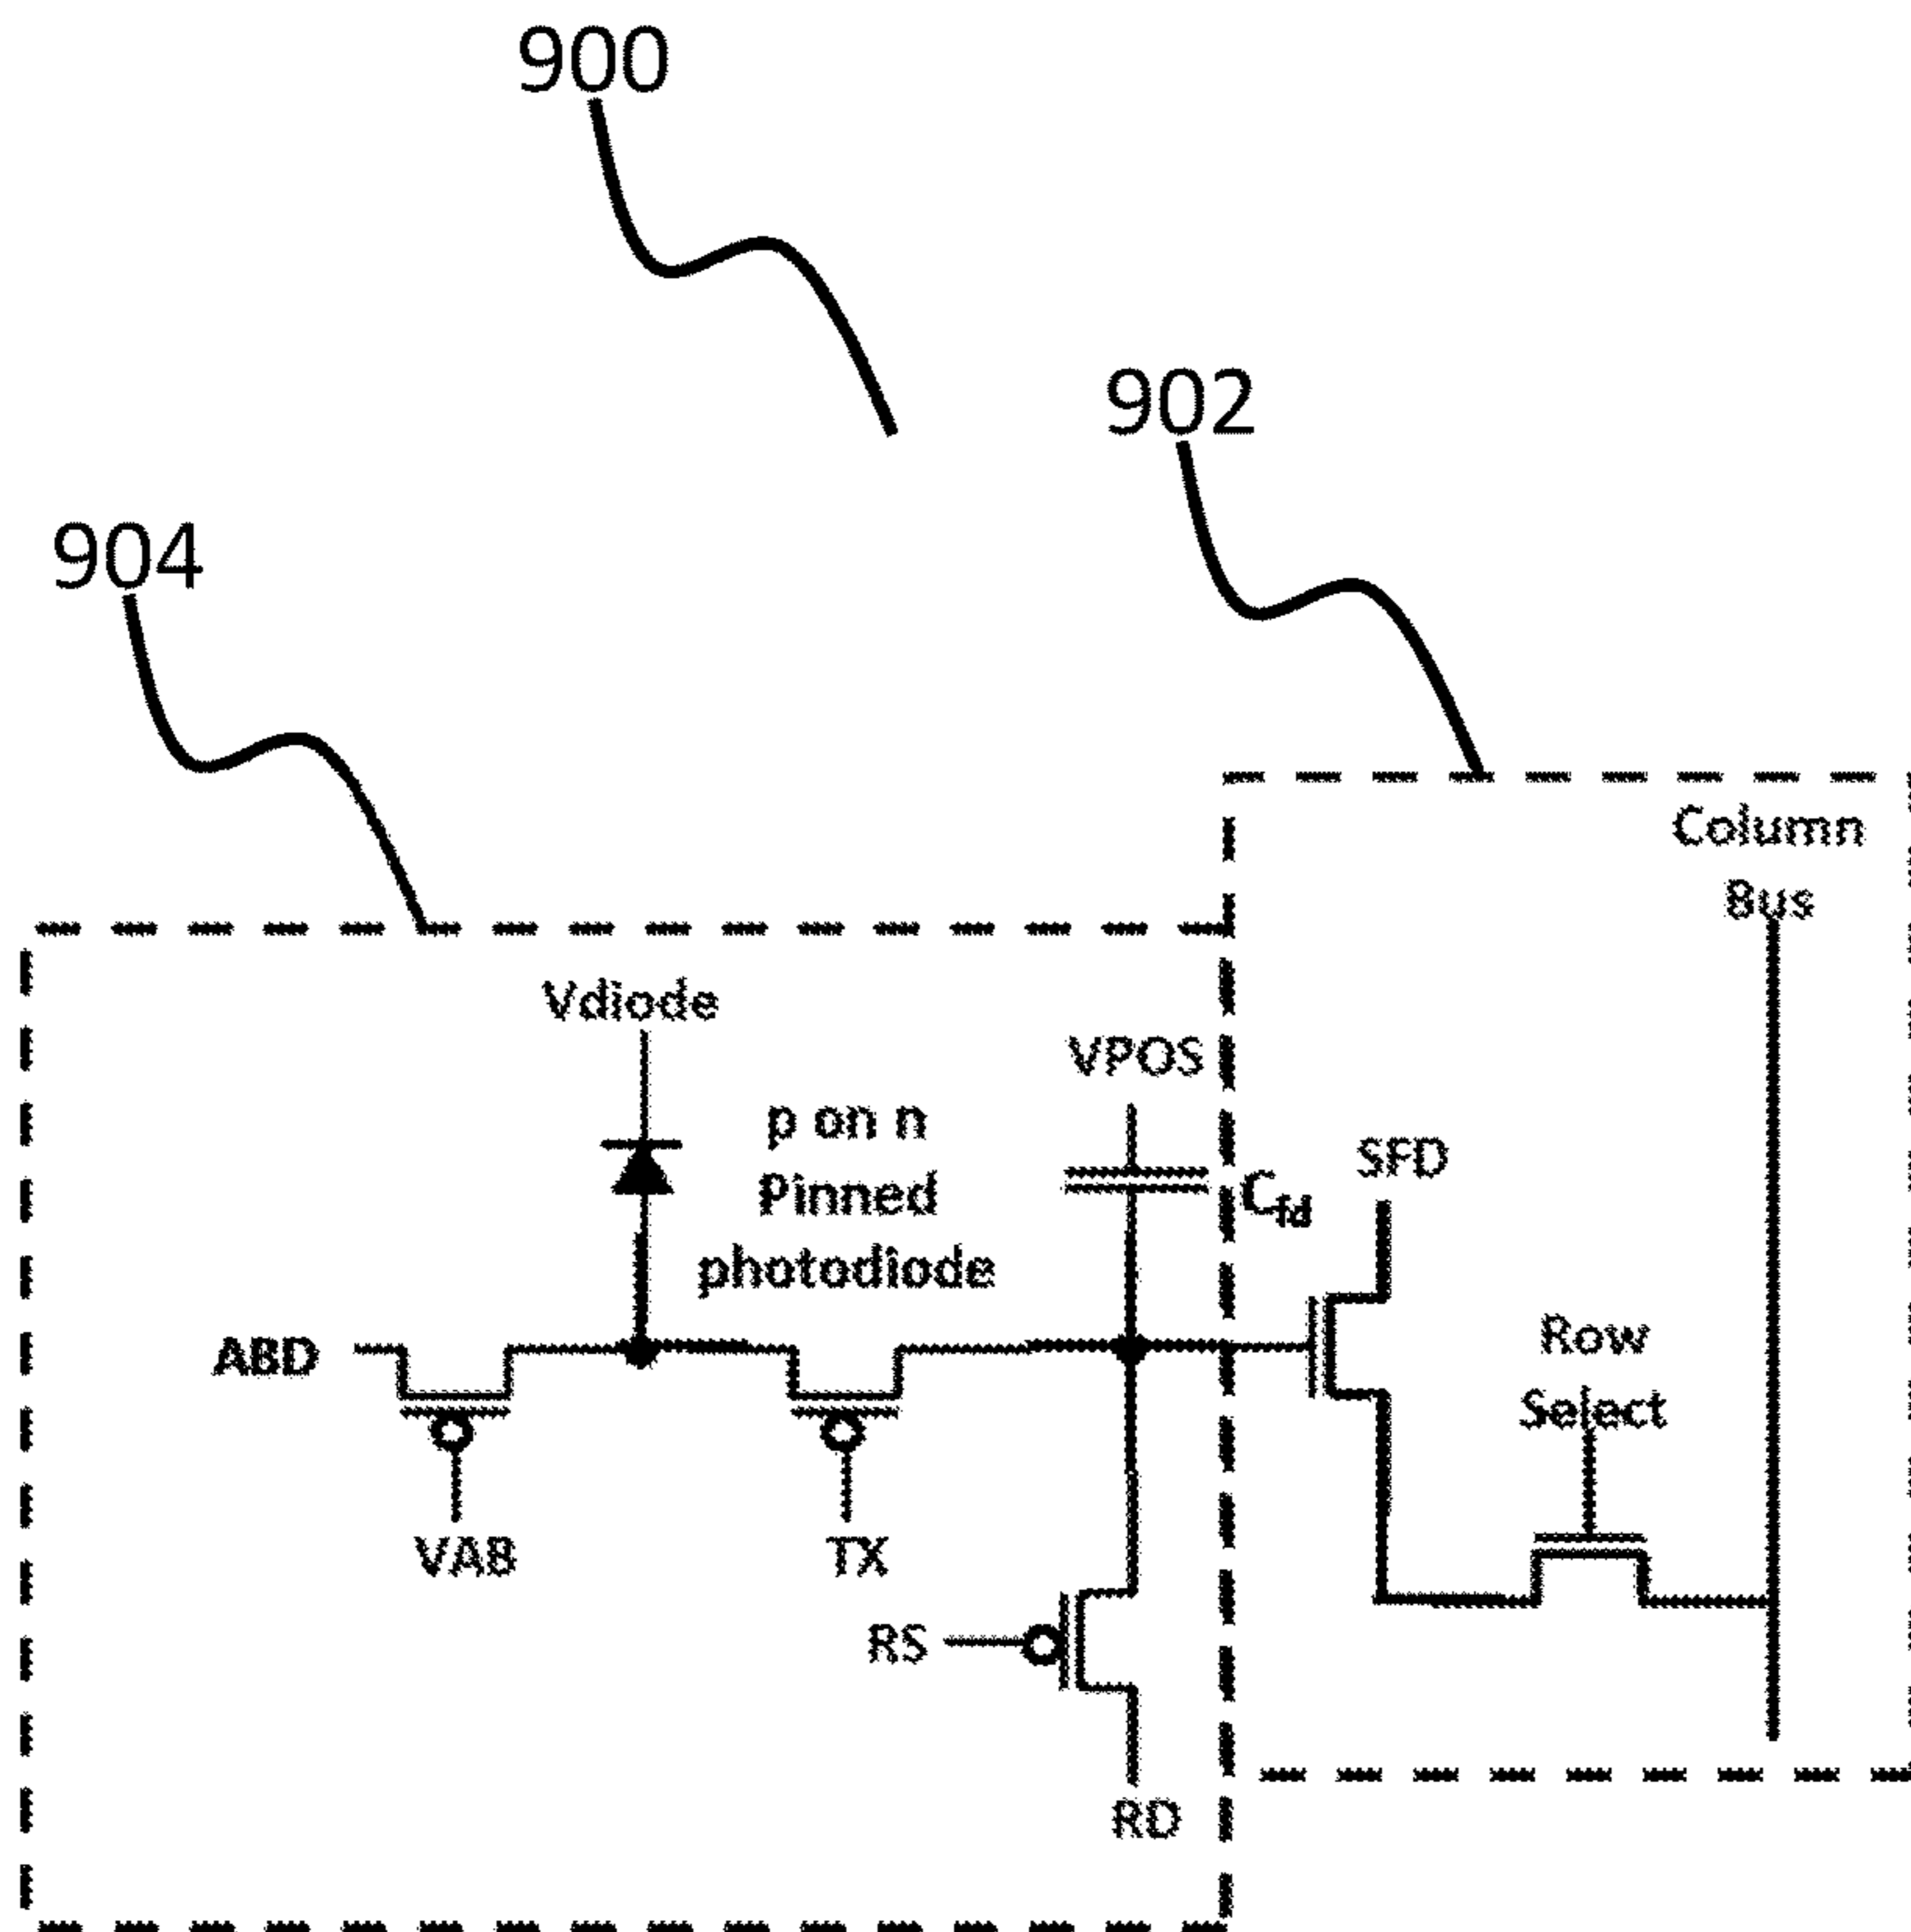 900
902
904
Column
Bus
Vdiode
VPOS
p on n
Pinned
photodiode
SFD
Cfd
Row
Select
ABD
VAB
TX
RS
RD